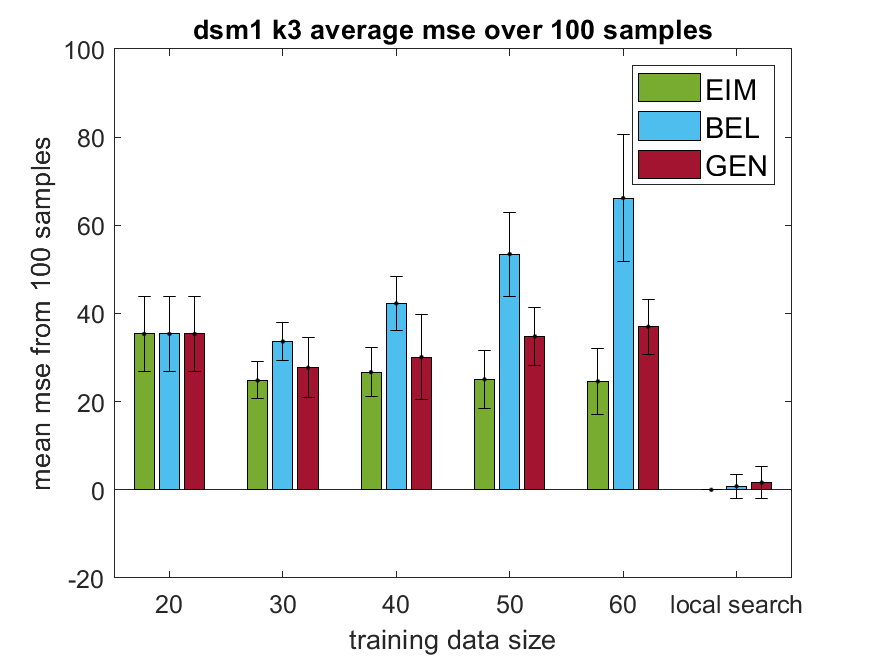 dsm1 k3 average mse over 100 samples
100
80
60
40
20
0
-20
mean mse from 100 samples
EIM
BEL
GEN
20 30 40 50 60 local search
training data size